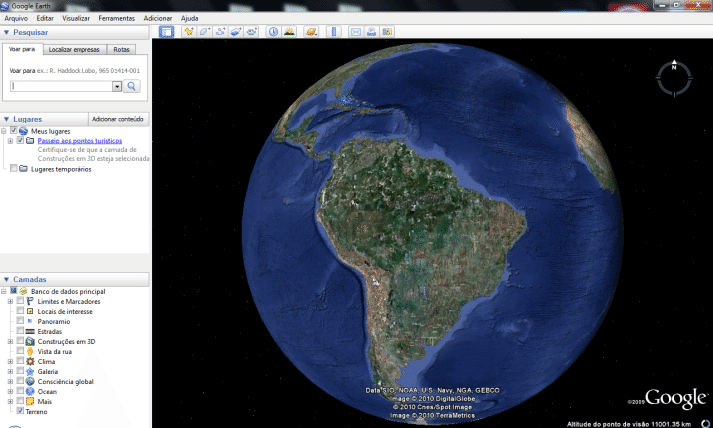 Google Earth
Arquivo Editar Visualizar Ferramentas Adicionar Ajuda
Pesquisar
Voar para Localizar empresas Rotas
Voar para ex.: R. Haddock Lobo, 965 01414-001
Lugares Adicionar conteúdo
Meus lugares
Passeio aos pontos turísticos
Certifique-se de que a camada de
Construções em 3D esteja selecionada
Lugares temporários
Camadas
Banco de dados principal
Limites e Marcadores
Locais de interesse
Panoramio
Estradas
Construções em 3D
Vista da rua
Clima
Galeria
Consciência global
Ocean
Mais
Terreno
N
Data SIO, NOAA, U.S. Navy, NGA, GEBCO
Image © 2010 DigitalGlobe
© 2010 Cnes/Spot Image
Image © 2010 TerraMetrics
©2009 Google
Altitude do ponto de visão 11001.35 km